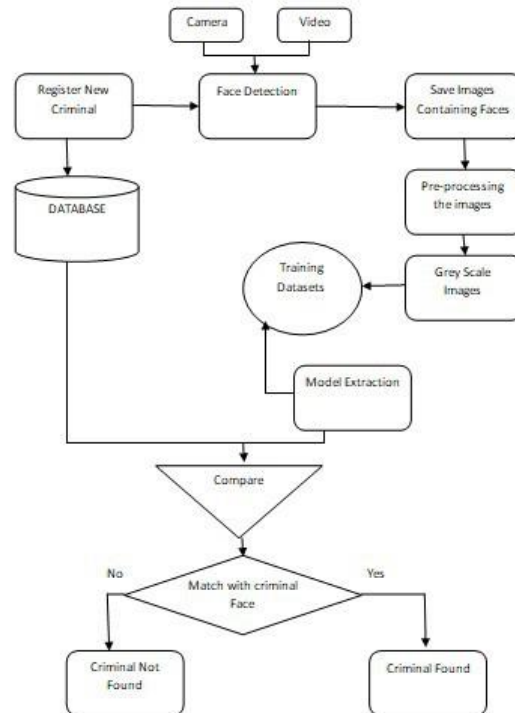 Camera
Video
Register New
Criminal
Face Detection
Save Images
Containing Faces
DATABASE
Pre-processing
the images
Training
Datasets
Grey Scale
Images
Model Extraction
Compare
No
Yes
Match with criminal
Face
Criminal Not
Found
Criminal Found